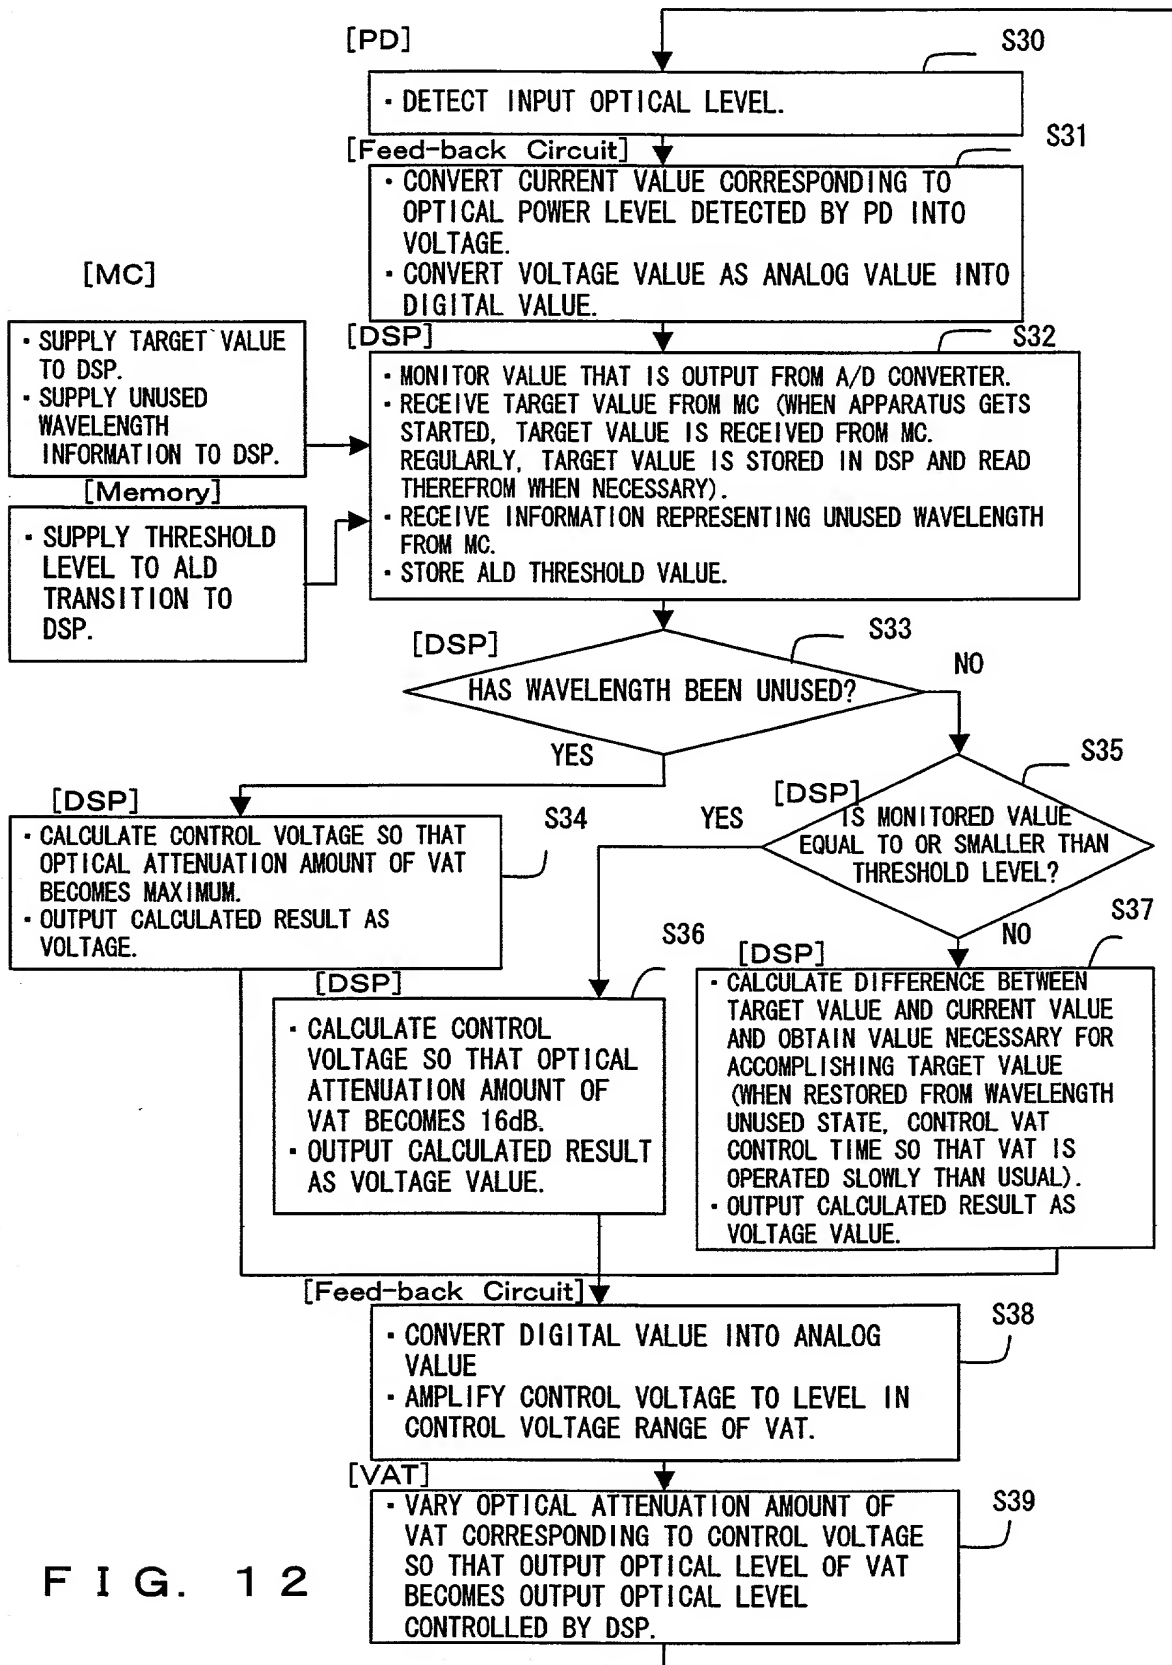 [PD]
S30
· DETECT INPUT OPTICAL LEVEL.
[Feed-back Circuit]
S31
· CONVERT CURRENT VALUE CORRESPONDING TO
OPTICAL POWER LEVEL DETECTED BY PD INTO
VOLTAGE.
· CONVERT VOLTAGE VALUE AS ANALOG VALUE INTO
DIGITAL VALUE.
[MC]
· SUPPLY TARGET VALUE
TO DSP.
· SUPPLY UNUSED
WAVELENGTH
INFORMATION TO DSP.
[Memory]
· SUPPLY THRESHOLD
LEVEL TO ALD
TRANSITION TO
DSP.
[DSP]
S32
· MONITOR VALUE THAT IS OUTPUT FROM A/D CONVERTER.
· RECEIVE TARGET VALUE FROM MC (WHEN APPARATUS GETS
STARTED, TARGET VALUE IS RECEIVED FROM MC.
REGULARLY, TARGET VALUE IS STORED IN DSP AND READ
THEREFROM WHEN NECESSARY).
· RECEIVE INFORMATION REPRESENTING UNUSED WAVELENGTH
FROM MC.
· STORE ALD THRESHOLD VALUE.
[DSP]
S33
HAS WAVELENGTH BEEN UNUSED?
NO
YES
[DSP]
S34
· CALCULATE CONTROL VOLTAGE SO THAT
OPTICAL ATTENUATION AMOUNT OF VAT
BECOMES MAXIMUM.
· OUTPUT CALCULATED RESULT AS
VOLTAGE.
S35
[DSP]
IS MONITORED VALUE
EQUAL TO OR SMALLER THAN
THRESHOLD LEVEL?
YES
NO
S36
[DSP]
· CALCULATE CONTROL
VOLTAGE SO THAT OPTICAL
ATTENUATION AMOUNT OF
VAT BECOMES 16dB.
· OUTPUT CALCULATED RESULT
AS VOLTAGE VALUE.
S37
[DSP]
· CALCULATE DIFFERENCE BETWEEN
TARGET VALUE AND CURRENT VALUE
AND OBTAIN VALUE NECESSARY FOR
ACCOMPLISHING TARGET VALUE
(WHEN RESTORED FROM WAVELENGTH
UNUSED STATE, CONTROL VAT
CONTROL TIME SO THAT VAT IS
OPERATED SLOWLY THAN USUAL).
· OUTPUT CALCULATED RESULT AS
VOLTAGE VALUE.
[Feed-back Circuit]
S38
· CONVERT DIGITAL VALUE INTO ANALOG
VALUE
· AMPLIFY CONTROL VOLTAGE TO LEVEL IN
CONTROL VOLTAGE RANGE OF VAT.
[VAT]
S39
· VARY OPTICAL ATTENUATION AMOUNT OF
VAT CORRESPONDING TO CONTROL VOLTAGE
SO THAT OUTPUT OPTICAL LEVEL OF VAT
BECOMES OUTPUT OPTICAL LEVEL
CONTROLLED BY DSP.
FIG. 12